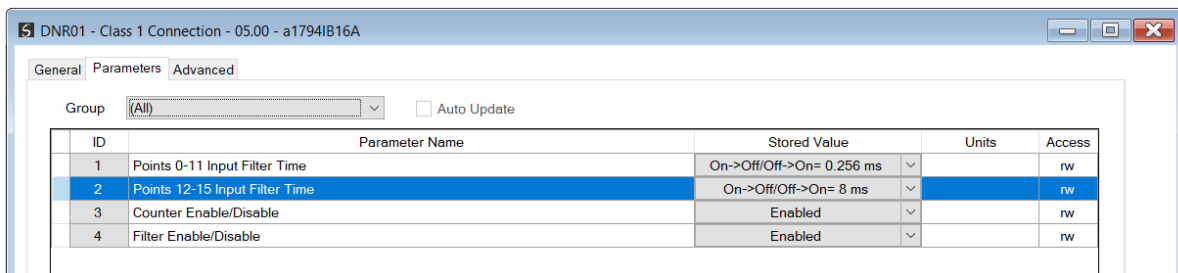 DNR01 - Class 1 Connection - 05.00 - a1794IB16A
General Parameters Advanced
Group (All) Auto Update
ID Parameter Name Stored Value Units Access
1 Points 0-11 Input Filter Time On->Off/Off->On= 0.256 ms rw
2 Points 12-15 Input Filter Time On->Off/Off->On= 8 ms rw
3 Counter Enable/Disable Enabled rw
4 Filter Enable/Disable Enabled rw